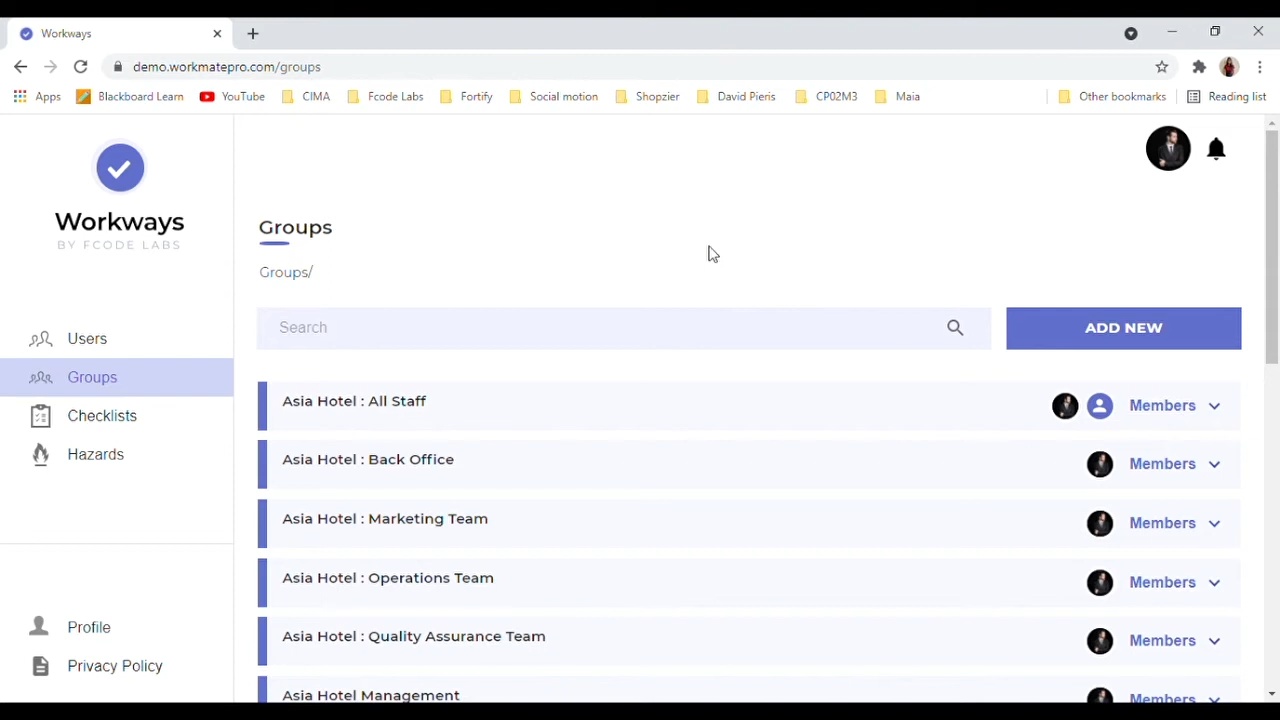 Workways
demo.workmatepro.com/groups
Apps Blackboard Learn YouTube CIMA Fcode Labs Fortify Social motion Shopzier David Pieris CP02M3 Maia Other bookmarks Reading list
Workways
BY FCODE LABS
Users
Groups
Checklists
Hazards
Profile
Privacy Policy
Groups
Groups/
Search
ADD NEW
Asia Hotel : All Staff Members
Asia Hotel : Back Office Members
Asia Hotel : Marketing Team Members
Asia Hotel : Operations Team Members
Asia Hotel : Quality Assurance Team Members
Asia Hotel Management Members